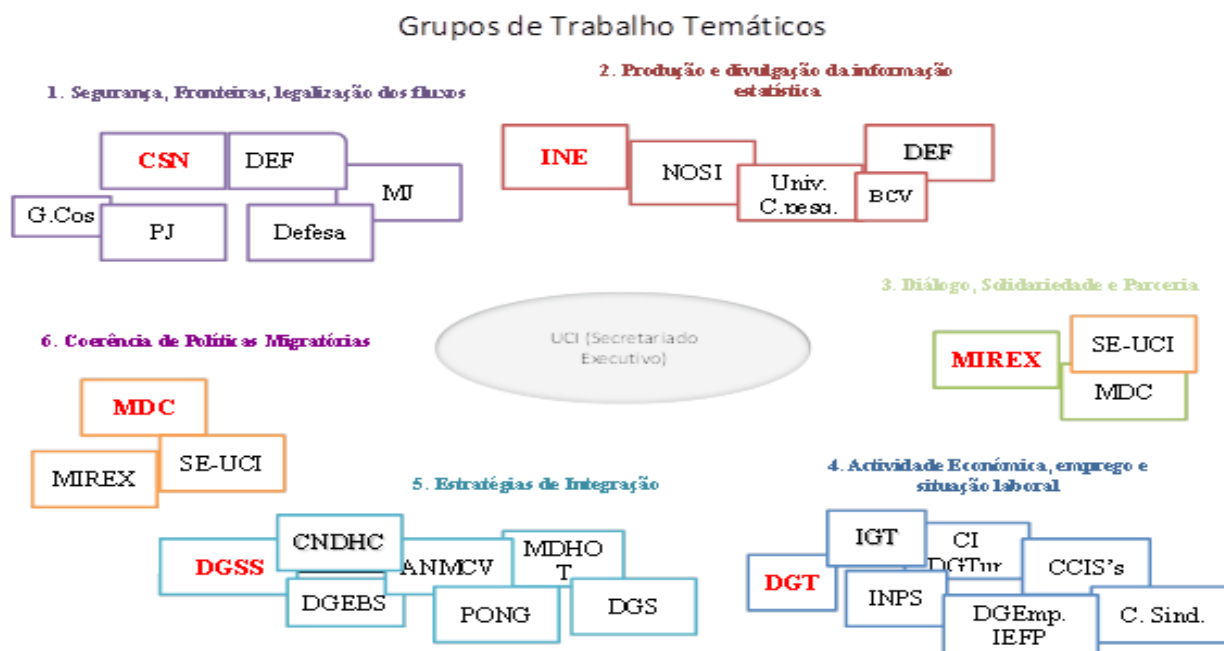 Grupos de Trabalho Temáticos
1. Segurança, Fronteiras, legalização dos fluxos
CSN
DEF
MJ
G.Cos
PJ
Defesa
2. Produção e divulgação da informação
estatística
INE
NOSI
Univ.
C.pesq.
BCV
DEF
3. Diálogo, Solidariedade e Parceria
MIREX
SE-UCI
MDC
UCI (Secretariado
Executivo)
6. Coerência de Políticas Migratórias
MDC
MIREX
SE-UCI
4. Actividade Económica, emprego e
situação laboral
DGT
IGT
CI
DGTur
CCIS's
INPS
DGEmp.
IEFP
C. Sind.
5. Estratégias de Integração
DGSS
CNDHC
ANMCV
MDHO
T
DGEBS
PONG
DGS